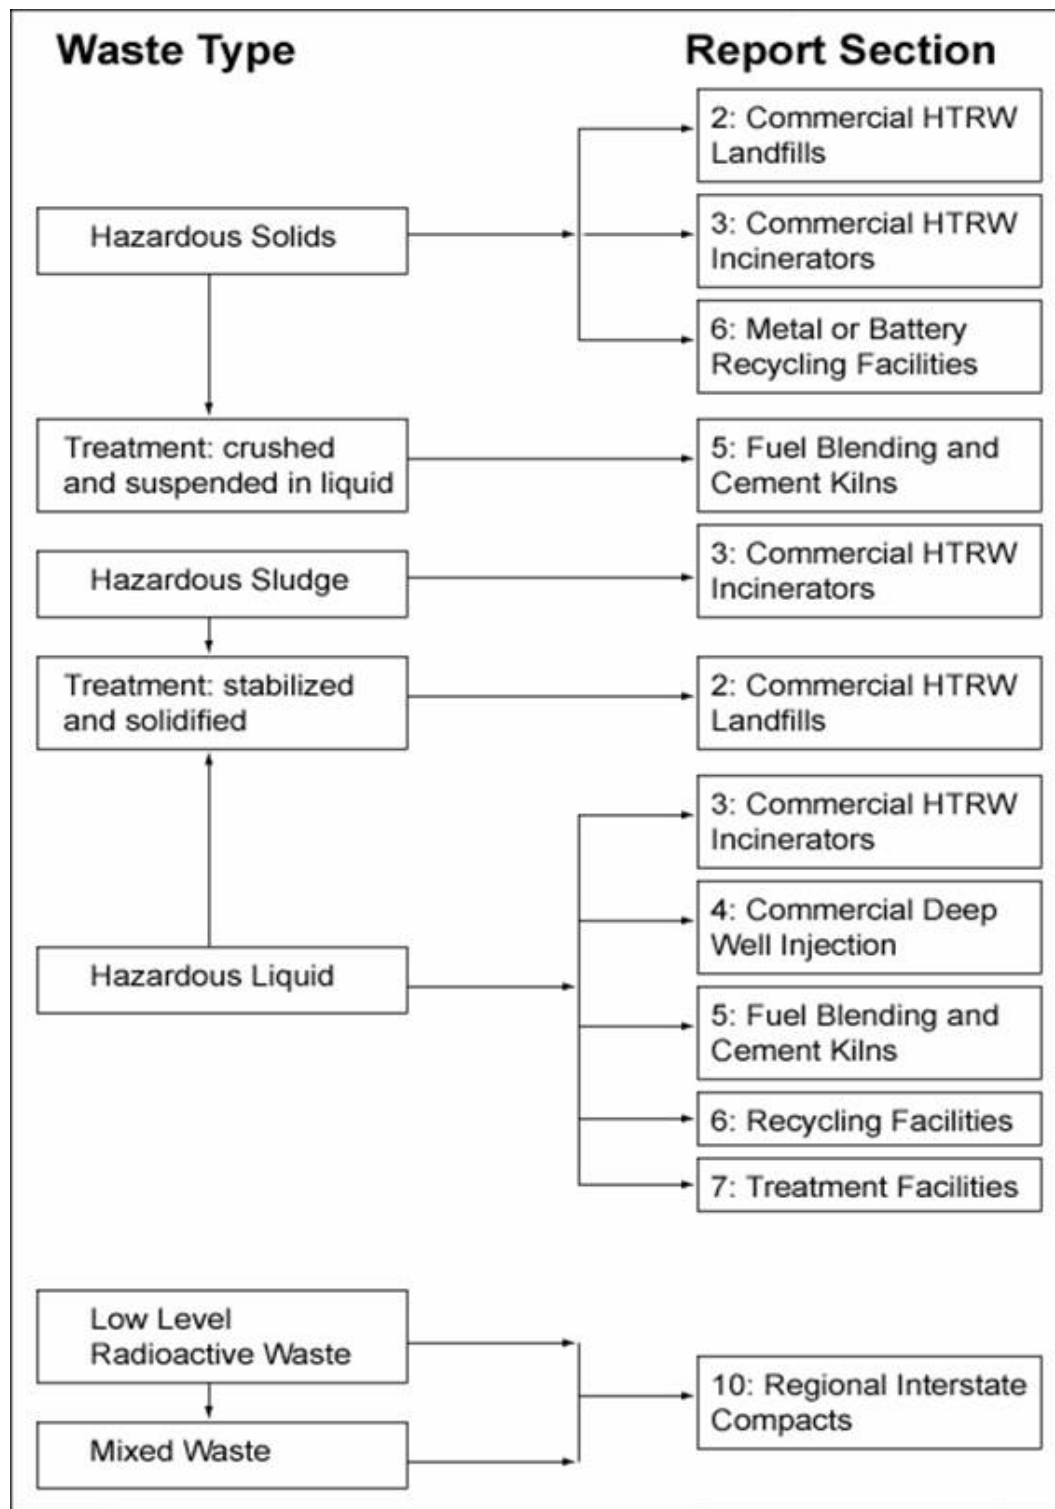 Waste Type
Report Section
2: Commercial HTRW
Landfills
Hazardous Solids
3: Commercial HTRW
Incinerators
6: Metal or Battery
Recycling Facilities
Treatment: crushed
and suspended in liquid
5: Fuel Blending and
Cement Kilns
Hazardous Sludge
3: Commercial HTRW
Incinerators
Treatment: stabilized
and solidified
2: Commercial HTRW
Landfills
Hazardous Liquid
3: Commercial HTRW
Incinerators
4: Commercial Deep
Well Injection
5: Fuel Blending and
Cement Kilns
6: Recycling Facilities
7: Treatment Facilities
Low Level
Radioactive Waste
Mixed Waste
10: Regional Interstate
Compacts